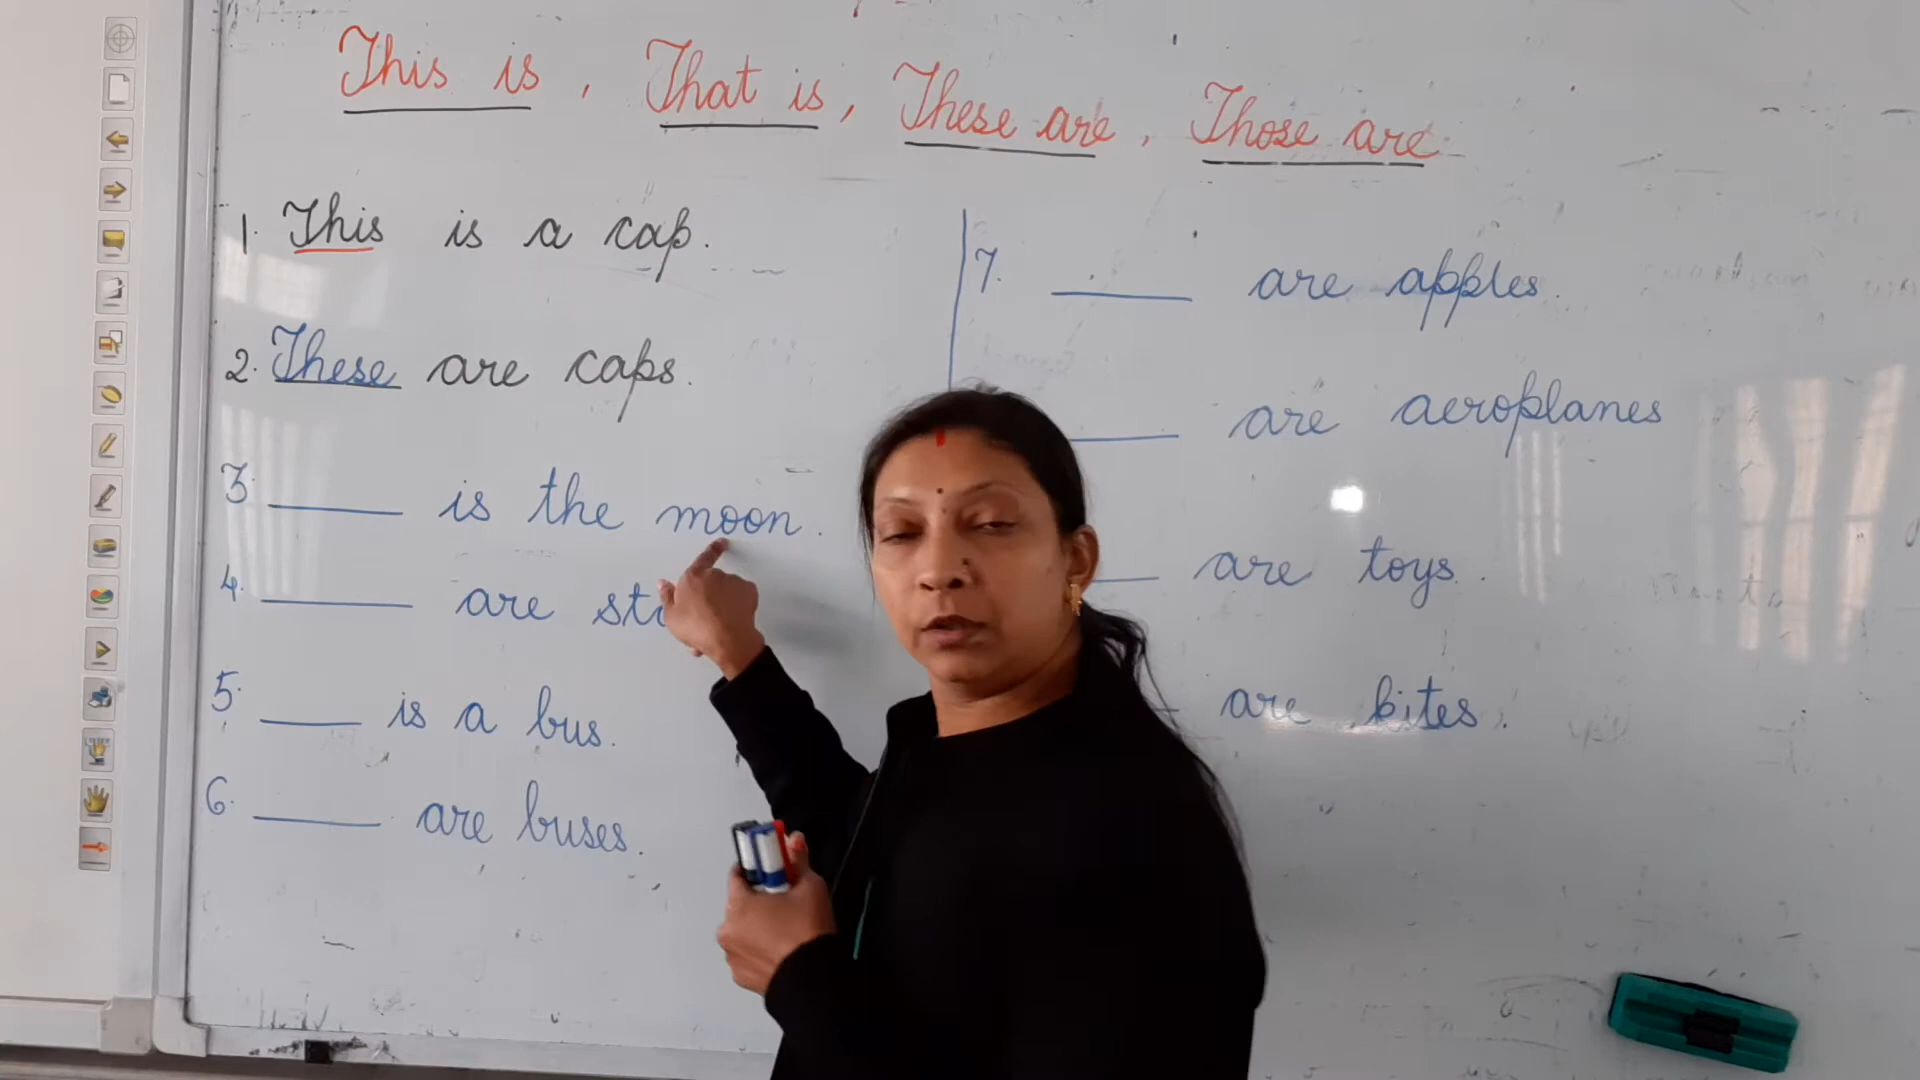 This is, That is, These are, Those are
1. This is a cap.
2. These are caps.
3. ____ is the moon.
4. ____ are
5. ____ is a bus.
6. ____ are buses.
7. ____ are apples.
____ are aeroplanes
____ are toys.
are kites.